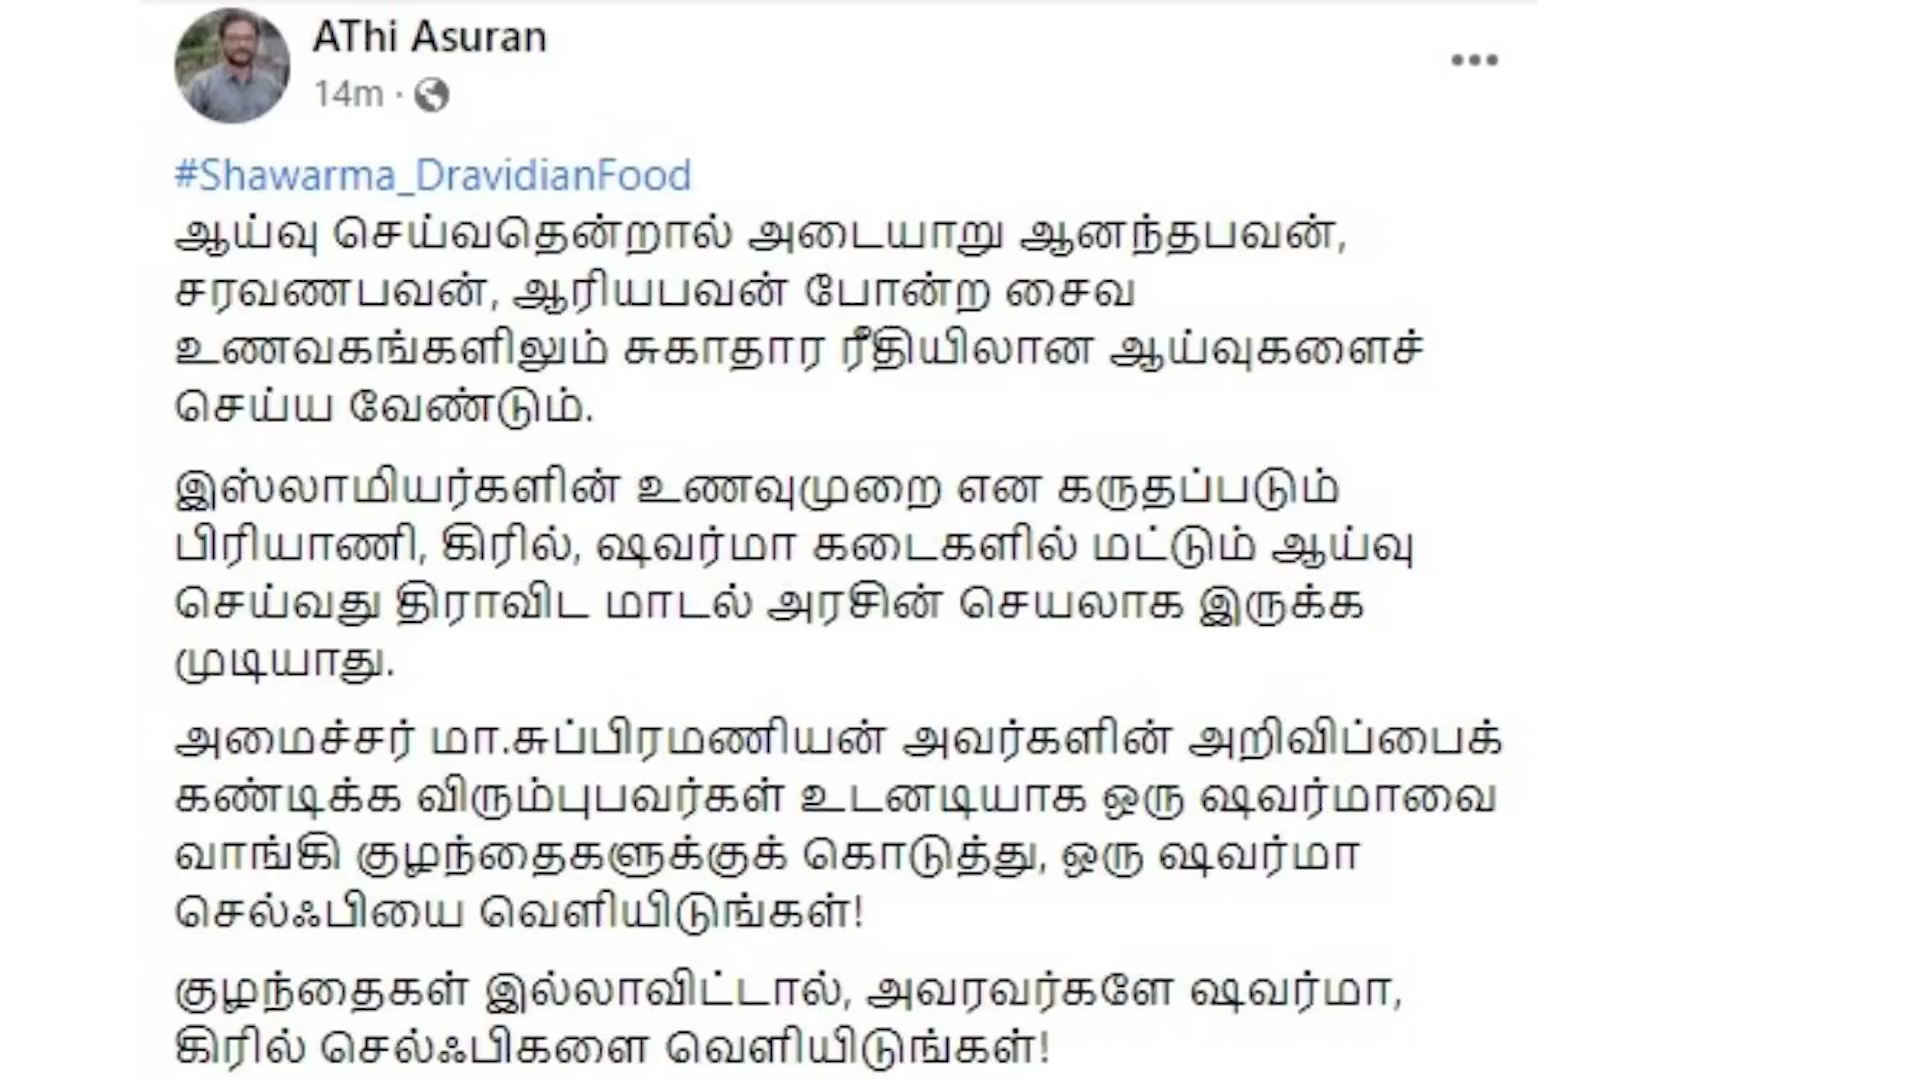 AThi Asuran
14m ·
#Shawarma_DravidianFood
ஆய்வு செய்வதென்றால் அடையாறு ஆனந்தபவன்,
சரவணபவன், ஆரியபவன் போன்ற சைவ
உணவகங்களிலும் சுகாதார ரீதியிலான ஆய்வுகளைச்
செய்ய வேண்டும்.
இஸ்லாமியர்களின் உணவுமுறை என கருதப்படும்
பிரியாணி, கிரில், ஷவர்மா கடைகளில் மட்டும் ஆய்வு
செய்வது திராவிட மாடல் அரசின் செயலாக இருக்க
முடியாது.
அமைச்சர் மா.சுப்பிரமணியன் அவர்களின் அறிவிப்பைக்
கண்டிக்க விரும்புபவர்கள் உடனடியாக ஒரு ஷவர்மாவை
வாங்கி குழந்தைகளுக்குக் கொடுத்து, ஒரு ஷவர்மா
செல்ஃபியை வெளியிடுங்கள்!
குழந்தைகள் இல்லாவிட்டால், அவரவர்களே ஷவர்மா,
கிரில் செல்ஃபிகளை வெளியிடுங்கள்!